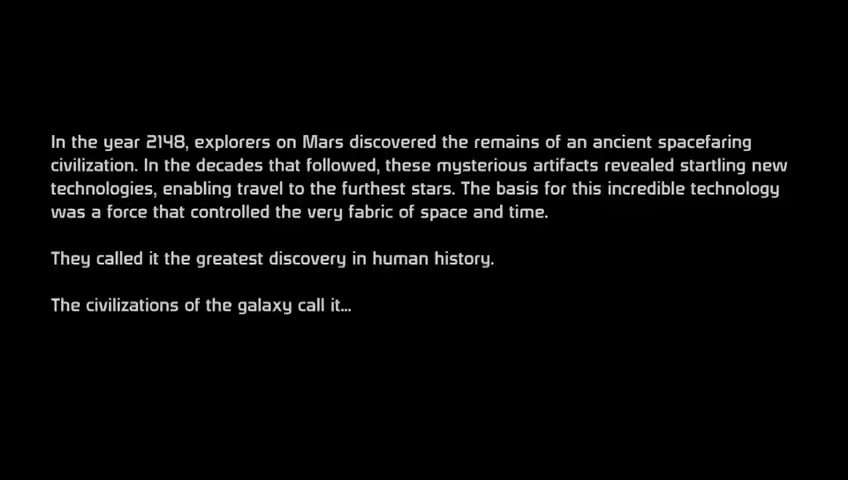 In the year 2148, explorers on Mars discovered the remains of an ancient spacefaring
civilization. In the decades that followed, these mysterious artifacts revealed startling new
technologies, enabling travel to the furthest stars. The basis for this incredible technology
was a force that controlled the very fabric of space and time.
They called it the greatest discovery in human history.
The civilizations of the galaxy call it...